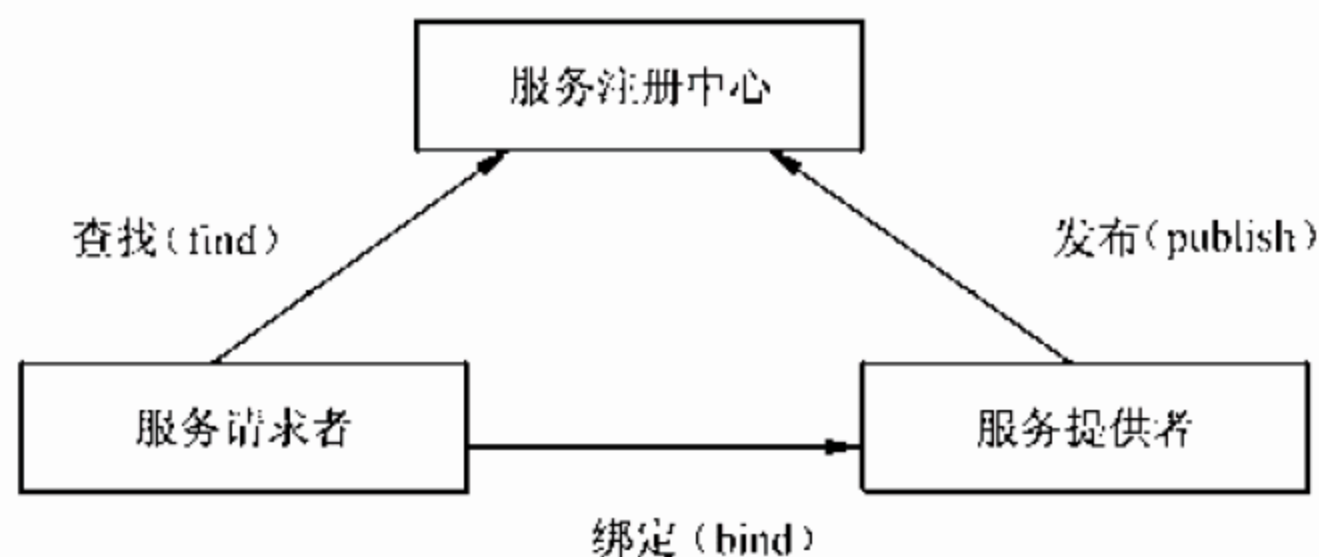 服务注册中心
查找(find)
发布(publish)
服务请求者
服务提供者
绑定(bind)